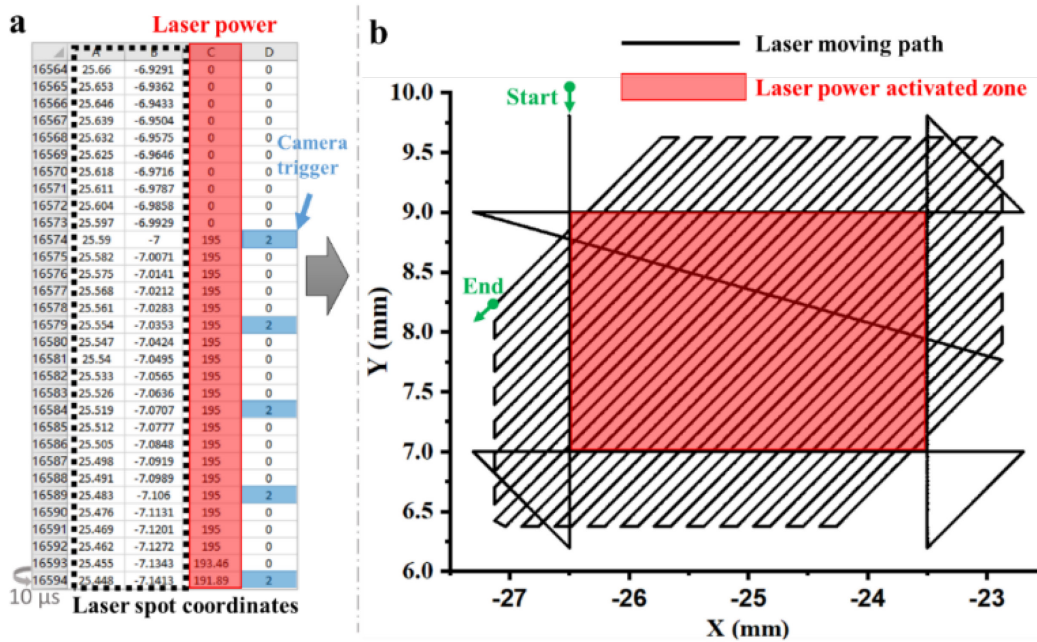 a
Laser power
A B C D
16564 25.66 -6.9291 0 0
16565 25.653 -6.9362 0 0
16566 25.646 -6.9433 0 0
16567 25.639 -6.9504 0 0
16568 25.632 -6.9575 0 0
16569 25.625 -6.9646 0 0
16570 25.618 -6.9716 0 0
16571 25.611 -6.9787 0 0
16572 25.604 -6.9858 0 0
16573 25.597 -6.9929 0 0
16574 25.59 -7 195 2
16575 25.582 -7.0071 195 0
16576 25.575 -7.0141 195 0
16577 25.568 -7.0212 195 0
16578 25.561 -7.0283 195 0
16579 25.554 -7.0353 195 2
16580 25.547 -7.0424 195 0
16581 25.54 -7.0495 195 0
16582 25.533 -7.0565 195 0
16583 25.526 -7.0636 195 0
16584 25.519 -7.0707 195 2
16585 25.512 -7.0777 195 0
16586 25.505 -7.0848 195 0
16587 25.498 -7.0919 195 0
16588 25.491 -7.0989 195 0
16589 25.483 -7.106 195 2
16590 25.476 -7.1131 195 0
16591 25.469 -7.1201 195 0
16592 25.462 -7.1272 195 0
16593 25.455 -7.1343 193.46 0
16594 25.448 -7.1413 191.89 2
Camera
trigger
10 µs
Laser spot coordinates
b
Laser moving path
Laser power activated zone
Start
End
Y (mm)
10.0
9.5
9.0
8.5
8.0
7.5
7.0
6.5
6.0
-27 -26 -25 -24 -23
X (mm)